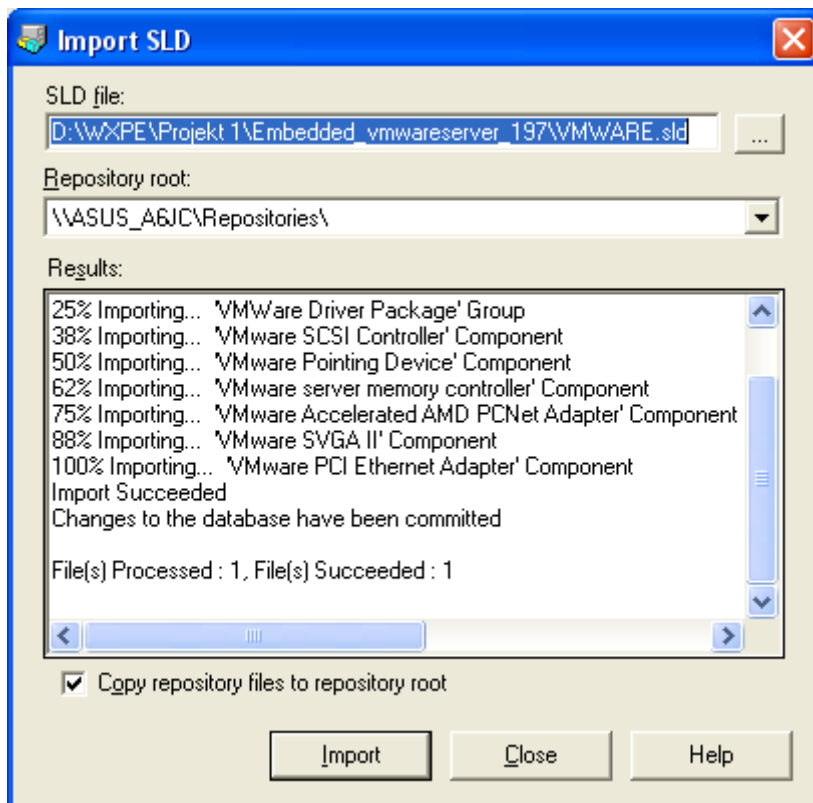 Import SLD
SLD file:
D:\WXPE\Projekt 1\Embedded_vmwareserver_197\VMWARE.sld
...
Repository root:
\\ASUS_A6JC\Repositories\
Results:
25% Importing... 'VMWare Driver Package' Group
38% Importing... 'VMware SCSI Controller' Component
50% Importing... 'VMware Pointing Device' Component
62% Importing... 'VMware server memory controller' Component
75% Importing... 'VMware Accelerated AMD PCNet Adapter' Component
88% Importing... 'VMware SVGA II' Component
100% Importing... 'VMware PCI Ethernet Adapter' Component
Import Succeeded
Changes to the database have been committed
File(s) Processed : 1, File(s) Succeeded : 1
Copy repository files to repository root
Import
Close
Help